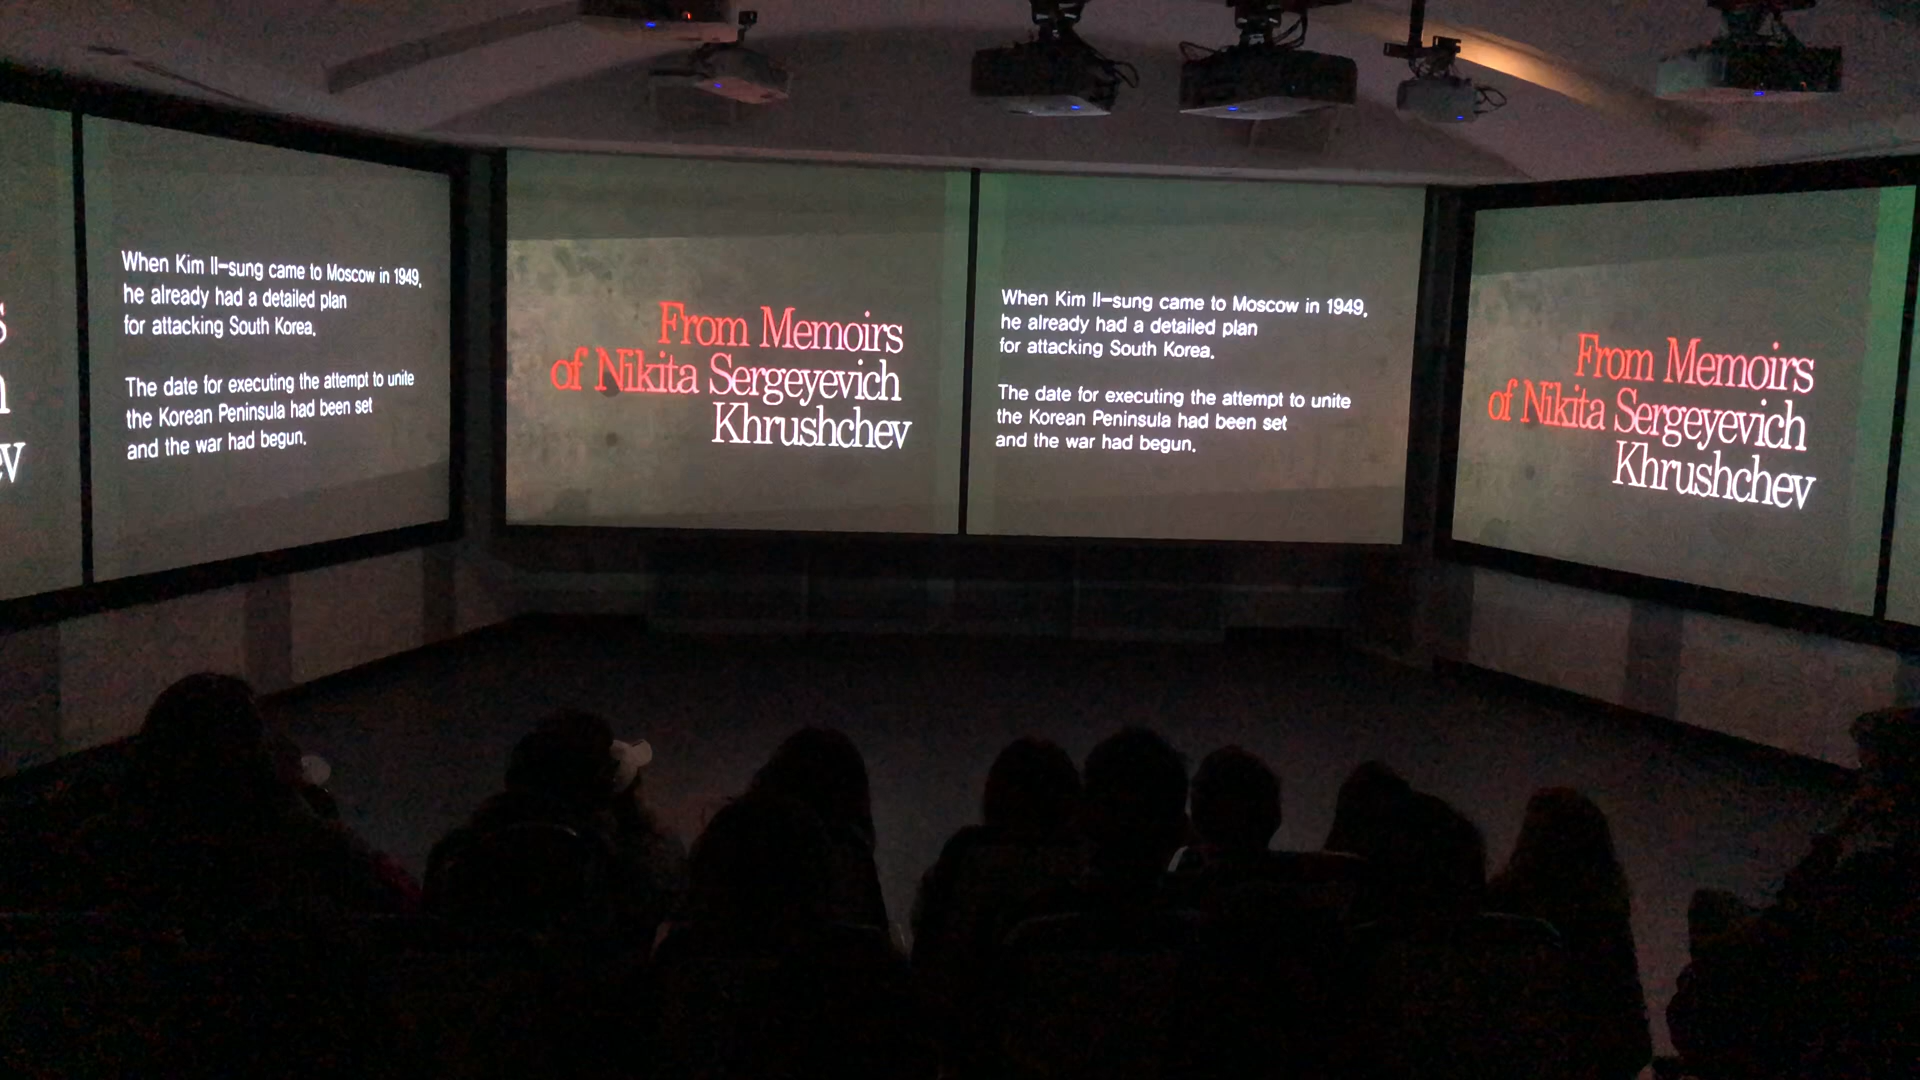 s
n
ev
When Kim Il-sung came to Moscow in 1949,
he already had a detailed plan
for attacking South Korea.
The date for executing the attempt to unite
the Korean Peninsula had been set
and the war had begun.
From Memoirs
of Nikita Sergeyevich
Khrushchev
When Kim Il-sung came to Moscow in 1949,
he already had a detailed plan
for attacking South Korea.
The date for executing the attempt to unite
the Korean Peninsula had been set
and the war had begun.
From Memoirs
of Nikita Sergeyevich
Khrushchev